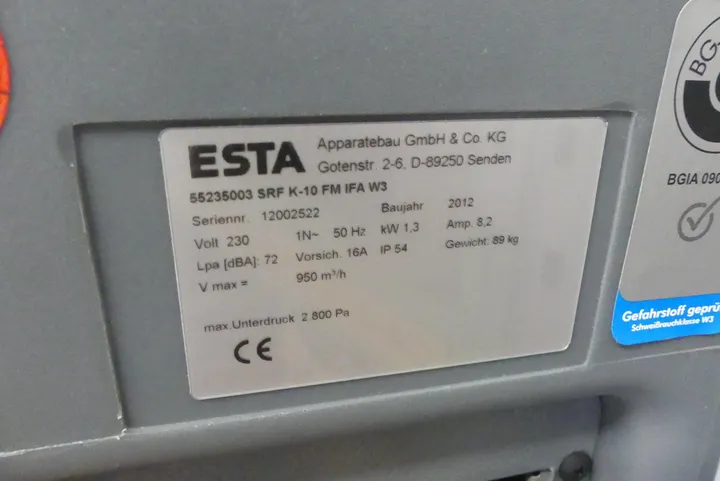 ESTA Apparatebau GmbH & Co. KG
Gotenstr. 2-6, D-89250 Senden
55235003 SRF K-10 FM IFA W3
Seriennr. 12002522 Baujahr 2012
Volt 230 1N~ 50 Hz kW 1,3 Amp. 8,2
Lpa [dBA]: 72 Vorsich. 16A IP 54 Gewicht: 89 kg
V max = 950 m³/h
max.Unterdruck 2 800 Pa
CE
BG-
BGIA 090
Gefahrstoff geprü
Schweißrauchklasse W3